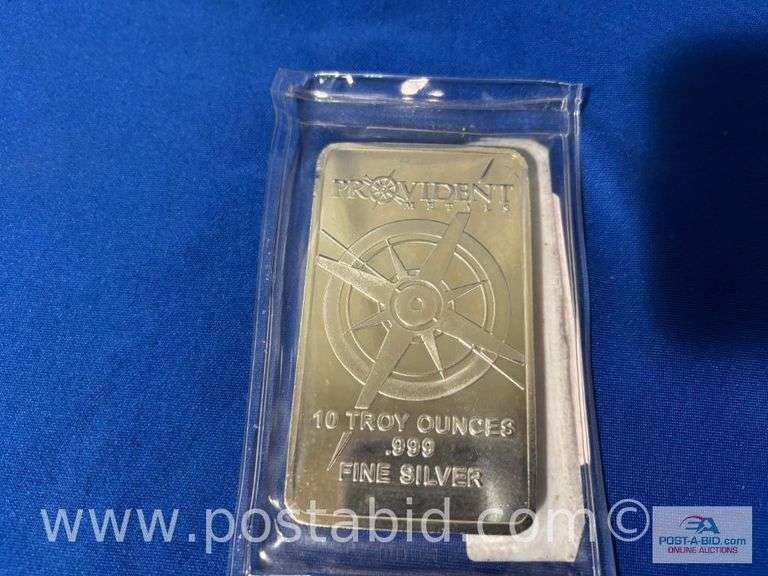 PROVIDENT
METALS
10 TROY OUNCES
.999
FINE SILVER
www.postabid.com©
POST-A-BID.com
ONLINE AUCTIONS